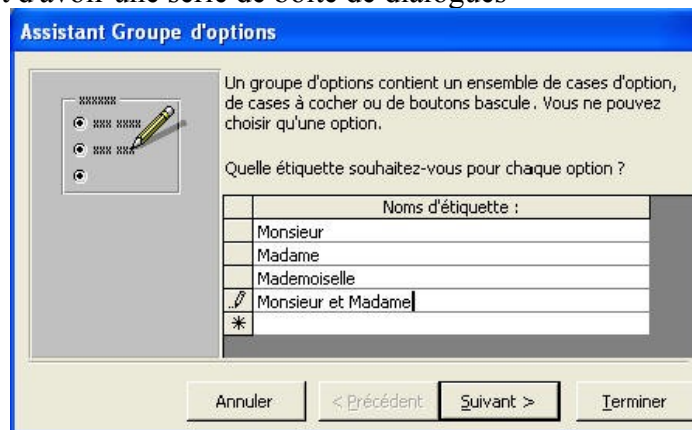 t d'avoir une série de boîte de dialogues
Assistant Groupe d'options
Un groupe d'options contient un ensemble de cases d'option,
de cases à cocher ou de boutons bascule. Vous ne pouvez
choisir qu'une option.
Quelle étiquette souhaitez-vous pour chaque option ?
Noms d'étiquette :
Monsieur
Madame
Mademoiselle
Monsieur et Madame
Annuler
< Précédent
Suivant >
Terminer